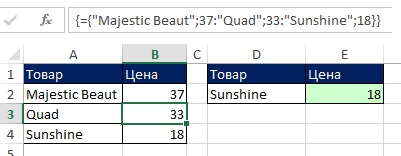 fx {={"Majestic Beaut";37:"Quad";33:"Sunshine";18}}
A B C D E
1 Товар Цена Товар Цена
2 Majestic Beaut 37 Sunshine 18
3 Quad 33
4 Sunshine 18
5